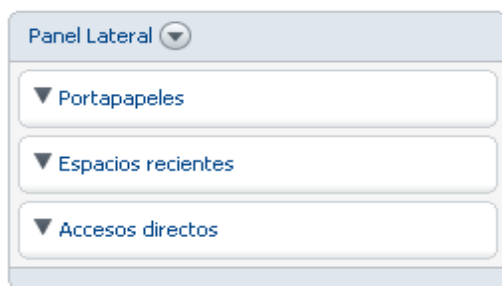 Panel Lateral
Portapapeles
Espacios recientes
Accesos directos